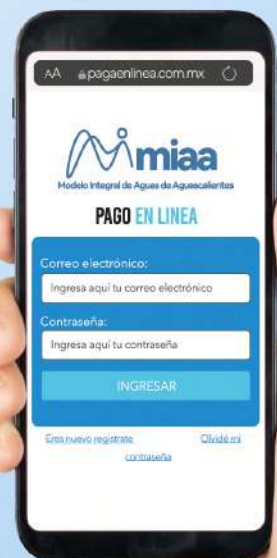 AA pagaenlinea.com.mx
miaa
Modelo Integral de Aguas de Aguascalientes
PAGO EN LINEA
Correo electrónico:
Ingresa aquí tu correo electrónico
Contraseña:
Ingresa aquí tu contraseña
INGRESAR
Eres nuevo registrate Olvidé mi
contraseña